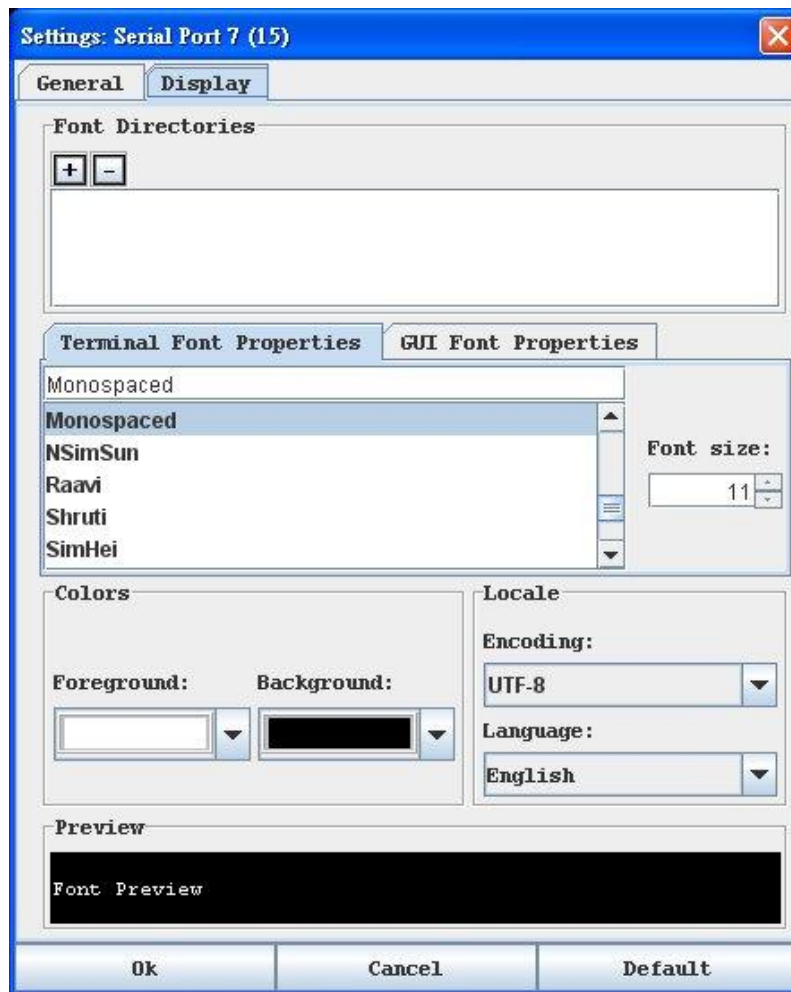 Settings: Serial Port 7 (15)
General Display
Font Directories
+ -
Terminal Font Properties GUI Font Properties
Monospaced
Monospaced
NSimSun
Raavi
Shruti
SimHei
Font size:
11
Colors
Foreground: Background:
Locale
Encoding:
UTF-8
Language:
English
Preview
Font Preview
Ok Cancel Default